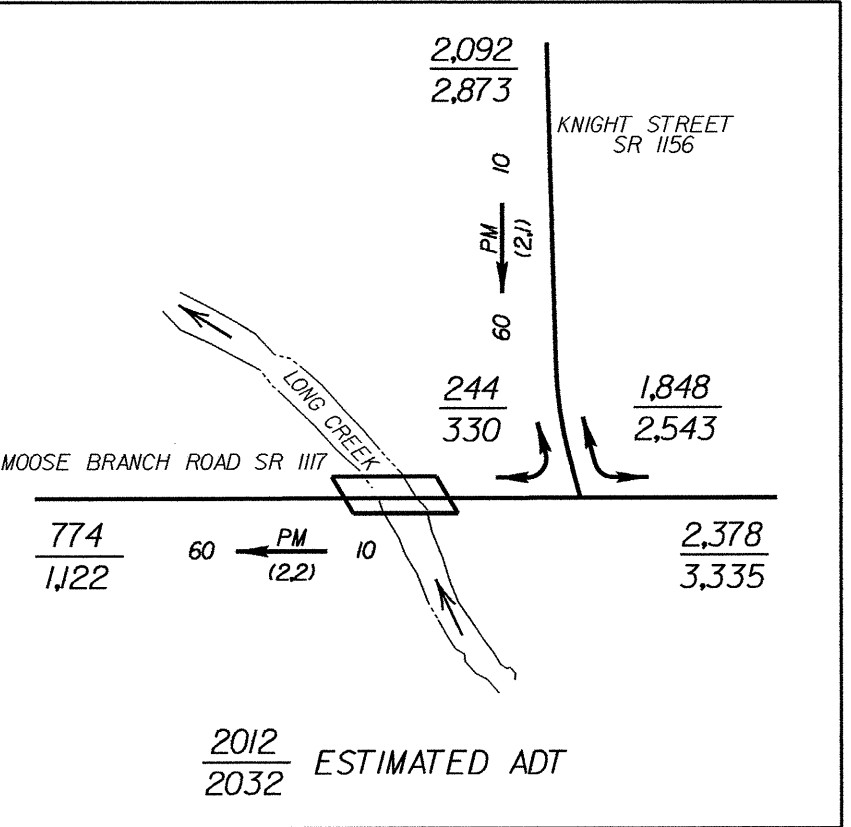 2,092
2,873
KNIGHT STREET
SR 1156
10
PM
(2,1)
60
244
330
1,848
2,543
LONG CREEK
MOOSE BRANCH ROAD SR 1117
774
1,122
60 PM 10
(2,2)
2,378
3,335
2012
2032
ESTIMATED ADT